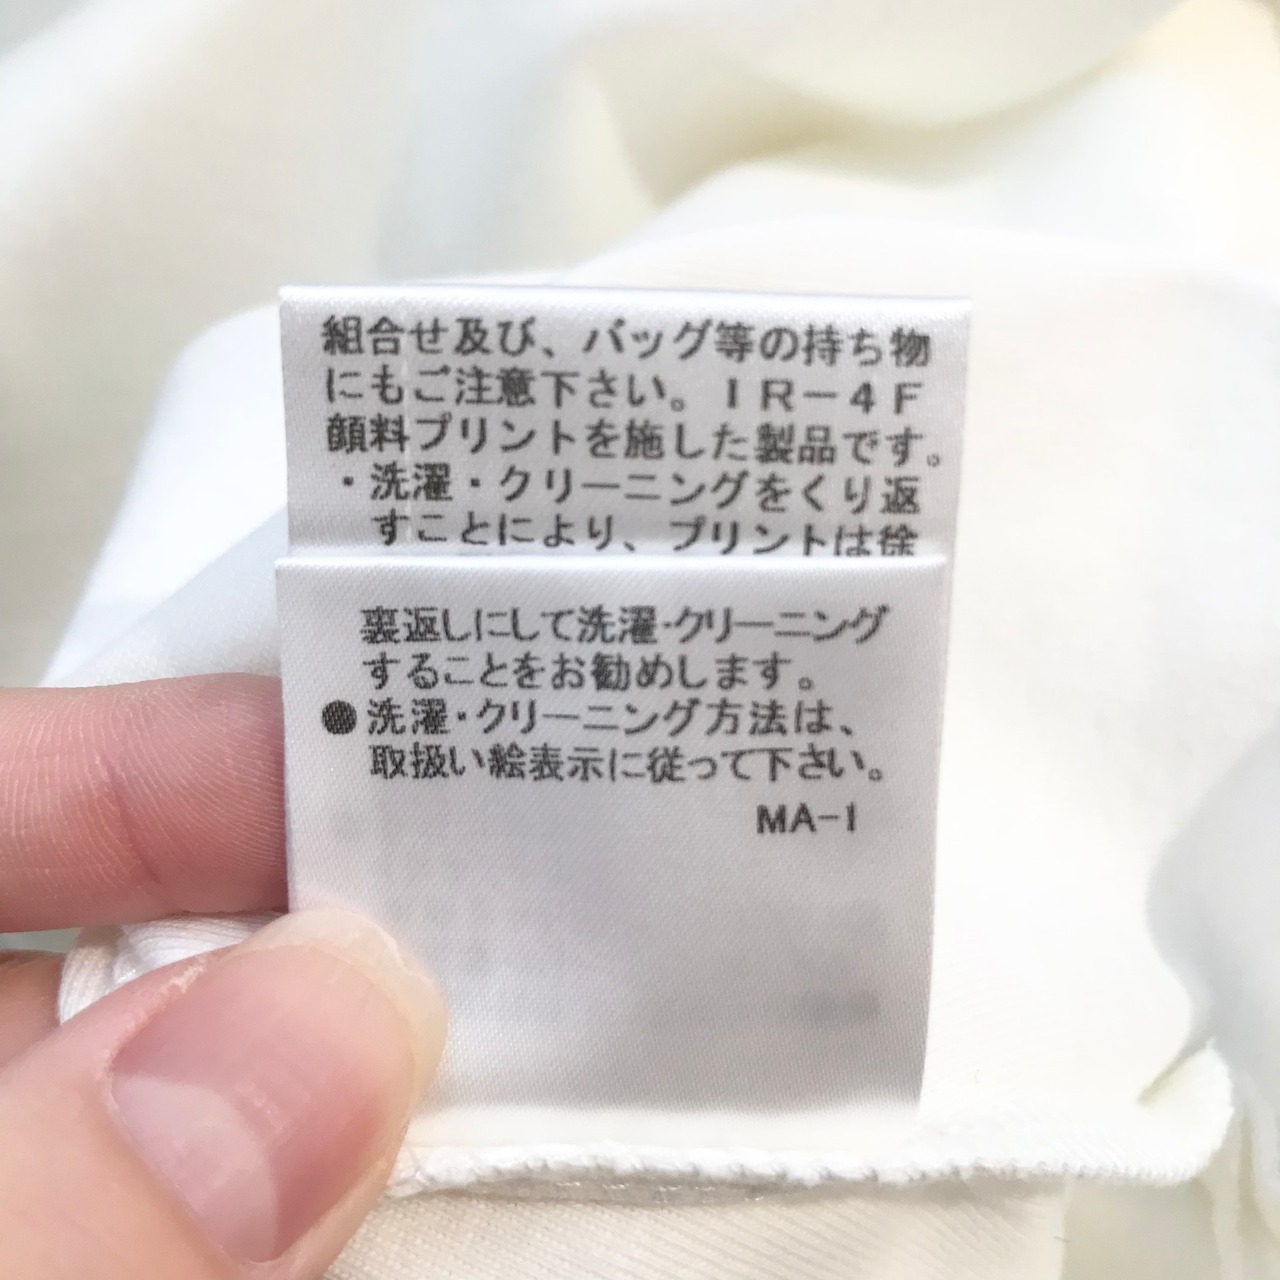 組合せ及び、バッグ等の持ち物
にもご注意下さい。IR-4F
顔料プリントを施した製品です。
・洗濯・クリーニングをくり返
すことにより、プリントは徐
裏返しにして洗濯・クリーニング
することをお勧めします。
●洗濯・クリーニング方法は、
取扱い絵表示に従って下さい。
MA-1